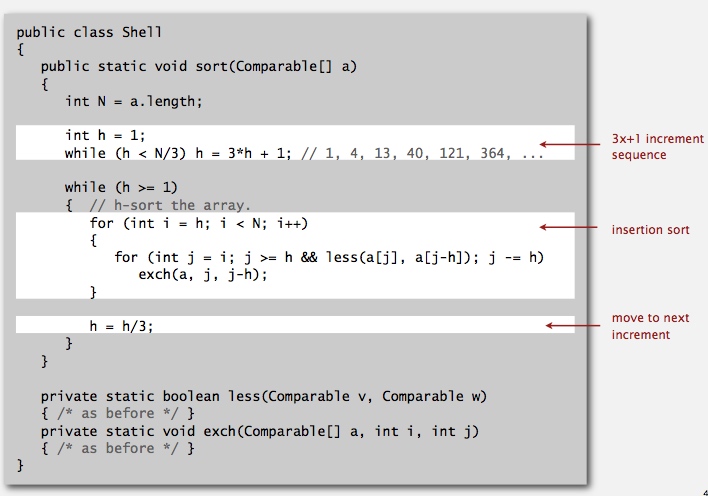 public class Shell
{
public static void sort(Comparable[] a)
{
int N = a.length;
int h = 1;
while (h < N/3) h = 3*h + 1; // 1, 4, 13, 40, 121, 364, ...
3x+1 increment
sequence
while (h >= 1)
{ // h-sort the array.
for (int i = h; i < N; i++)
insertion sort
{
for (int j = i; j >= h && less(a[j], a[j-h]); j -= h)
exch(a, j, j-h);
}
h = h/3;
move to next
increment
}
}
private static boolean less(Comparable v, Comparable w)
{ /* as before */ }
private static void exch(Comparable[] a, int i, int j)
{ /* as before */ }
}
4